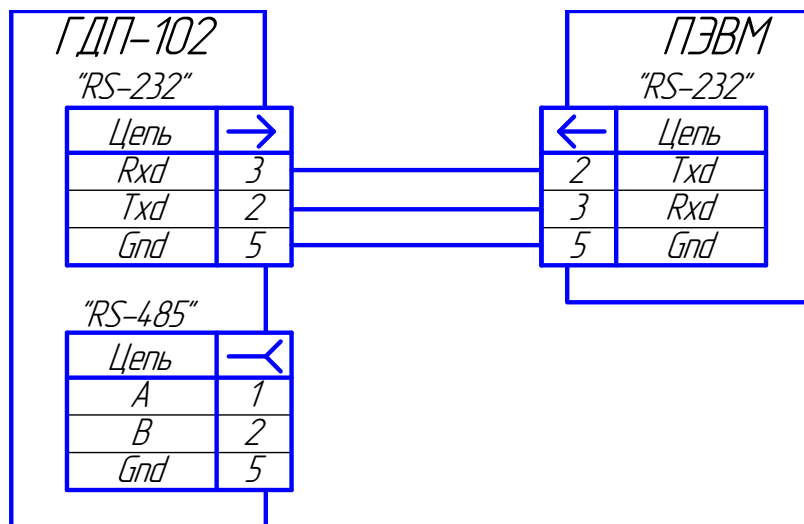 ГДП-102
"RS-232"
Цепь
Rxd 3
Txd 2
Gnd 5
"RS-485"
Цепь
A 1
B 2
Gnd 5
ПЭВМ
"RS-232"
Цепь
2 Txd
3 Rxd
5 Gnd